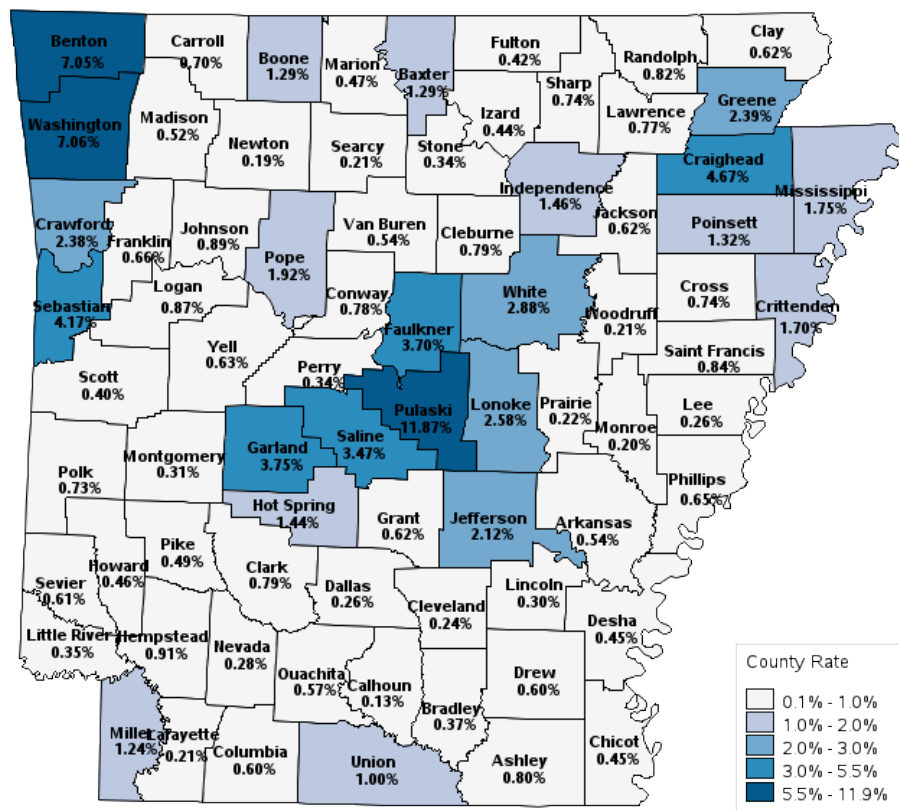 Benton
7.05%
Carroll
0.70%
Boone
1.29%
Marion
0.47%
Baxter
1.29%
Fulton
0.42%
Sharp
0.74%
Randolph
0.82%
Clay
0.62%
Washington
7.06%
Madison
0.52%
Newton
0.19%
Searcy
0.21%
Stone
0.34%
Izard
0.44%
Lawrence
0.77%
Greene
2.39%
Craighead
4.67%
Mississippi
1.75%
Crawford
2.38%
Franklin
0.66%
Johnson
0.89%
Pope
1.92%
Van Buren
0.54%
Cleburne
0.79%
Independence
1.46%
Jackson
0.62%
Poinsett
1.32%
Sebastian
4.17%
Logan
0.87%
Conway
0.78%
Faulkner
3.70%
White
2.88%
Woodruff
0.21%
Cross
0.74%
Crittenden
1.70%
Scott
0.40%
Yell
0.63%
Perry
0.34%
Pulaski
11.87%
Lonoke
2.58%
Prairie
0.22%
Monroe
0.20%
Saint Francis
0.84%
Lee
0.26%
Polk
0.73%
Montgomery
0.31%
Garland
3.75%
Saline
3.47%
Phillips
0.65%
Hot Spring
1.44%
Grant
0.62%
Jefferson
2.12%
Arkansas
0.54%
Sevier
0.61%
Howard
0.46%
Pike
0.49%
Clark
0.79%
Dallas
0.26%
Cleveland
0.24%
Lincoln
0.30%
Desha
0.45%
Little River
0.35%
Hempstead
0.91%
Nevada
0.28%
Ouachita
0.57%
Calhoun
0.13%
Bradley
0.37%
Drew
0.60%
Miller
1.24%
Lafayette
0.21%
Columbia
0.60%
Union
1.00%
Ashley
0.80%
Chicot
0.45%
County Rate
0.1% - 1.0%
1.0% - 2.0%
2.0% - 3.0%
3.0% - 5.5%
5.5% - 11.9%